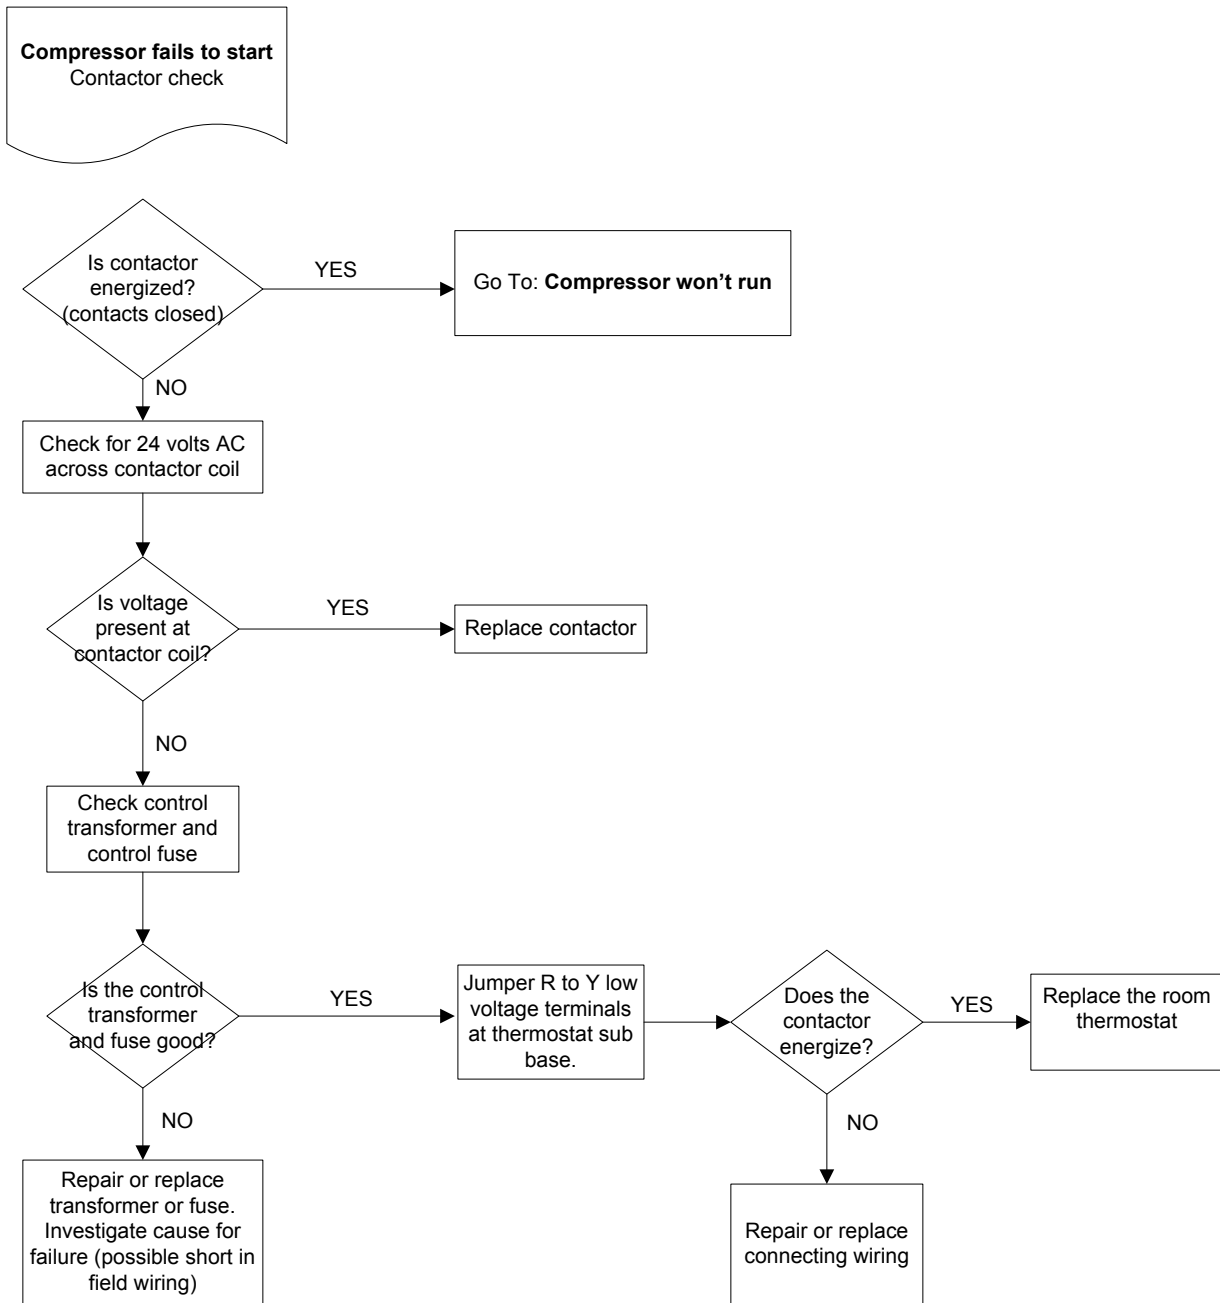 Compressor fails to start
Contactor check
Is contactor
energized?
(contacts closed)
YES
Go To: Compressor won’t run
NO
Check for 24 volts AC
across contactor coil
Is voltage
present at
contactor coil?
YES
Replace contactor
NO
Check control
transformer and
control fuse
Is the control
transformer
and fuse good?
YES
Jumper R to Y low
voltage terminals
at thermostat sub
base.
Does the
contactor
energize?
YES
Replace the room
thermostat
NO
Repair or replace
transformer or fuse.
Investigate cause for
failure (possible short in
field wiring)
NO
Repair or replace
connecting wiring